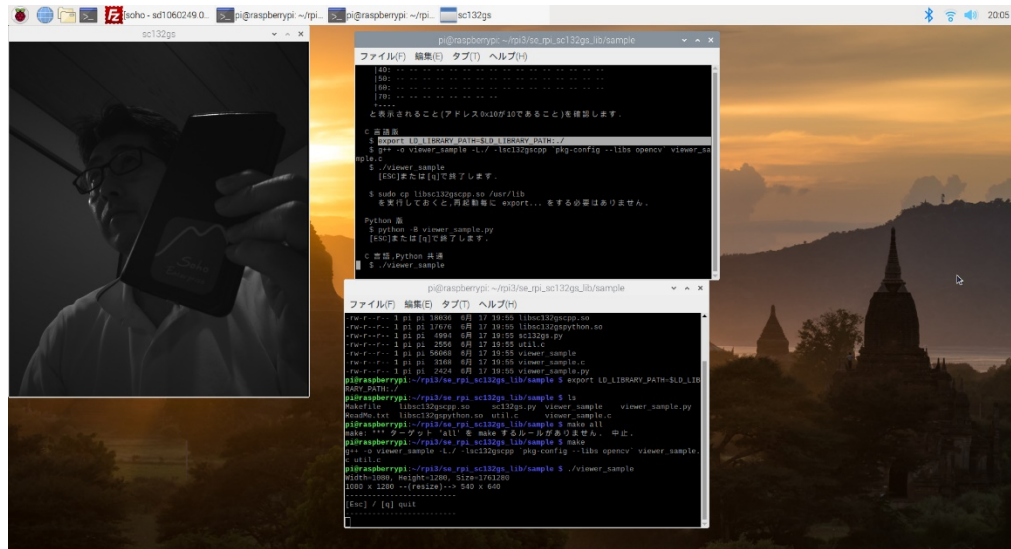 [soho - sd1060249.0...
pi@raspberrypi: ~/rpi...
pi@raspberrypi: ~/rpi...
sc132gs
20:05
sc132gs
Soho
pi@raspberrypi: ~/rpi3/se_rpi_sc132gs_lib/sample
ファイル(F) 編集(E) タブ(T) ヘルプ(H)
|40: -- -- -- -- -- -- -- -- -- -- -- -- -- -- -- --
|50: -- -- -- -- -- -- -- -- -- -- -- -- -- -- -- --
|60: -- -- -- -- -- -- -- -- -- -- -- -- -- -- -- --
|70: -- -- -- -- -- -- -- --
+----
と表示されること(アドレス0x10が10であること)を確認します.
C 言語版
$ export LD_LIBRARY_PATH=$LD_LIBRARY_PATH:./
$ g++ -o viewer_sample -L./ -lsc132gscpp `pkg-config --libs opencv` viewer_sa
mple.c
$ ./viewer_sample
[ESC]または[q]で終了します.
$ sudo cp libsc132gscpp.so /usr/lib
を実行しておくと,再起動毎に export... をする必要はありません.
Python 版
$ python -B viewer_sample.py
[ESC]または[q]で終了します.
C 言語,Python 共通
$ ./viewer_sample
pi@raspberrypi: ~/rpi3/se_rpi_sc132gs_lib/sample
ファイル(F) 編集(E) タブ(T) ヘルプ(H)
-rw-r--r-- 1 pi pi 18036 6月 17 19:55 libsc132gscpp.so
-rw-r--r-- 1 pi pi 17676 6月 17 19:55 libsc132gspython.so
-rw-r--r-- 1 pi pi 4994 6月 17 19:55 sc132gs.py
-rw-r--r-- 1 pi pi 2556 6月 17 19:55 util.c
-rw-r--r-- 1 pi pi 56068 6月 17 19:55 viewer_sample
-rw-r--r-- 1 pi pi 3168 6月 17 19:55 viewer_sample.c
-rw-r--r-- 1 pi pi 2424 6月 17 19:55 viewer_sample.py
pi@raspberrypi:~/rpi3/se_rpi_sc132gs_lib/sample $ export LD_LIBRARY_PATH=$LD_LIB
RARY_PATH:./
pi@raspberrypi:~/rpi3/se_rpi_sc132gs_lib/sample $ ls
Makefile libsc132gscpp.so sc132gs.py viewer_sample viewer_sample.py
ReadMe.txt libsc132gspython.so util.c viewer_sample.c
pi@raspberrypi:~/rpi3/se_rpi_sc132gs_lib/sample $ make all
make: *** ターゲット 'all' を make するルールがありません. 中止.
pi@raspberrypi:~/rpi3/se_rpi_sc132gs_lib/sample $ make
g++ -o viewer_sample -L./ -lsc132gscpp `pkg-config --libs opencv` viewer_sample.
c util.c
pi@raspberrypi:~/rpi3/se_rpi_sc132gs_lib/sample $ ./viewer_sample
Width=1080, Height=1280, Size=1761280
1080 x 1280 --(resize)--> 540 x 640
-------------------------
[Esc] / [q] quit
-------------------------